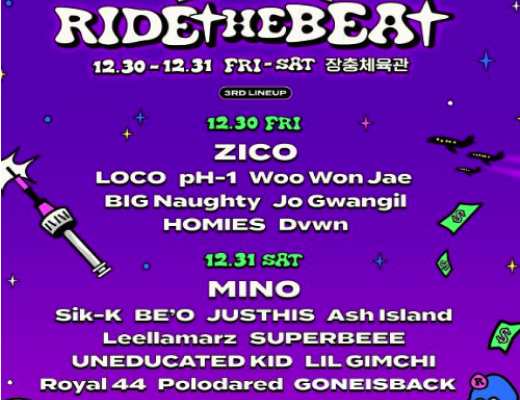 RIDETHEBEAT
12.30 - 12.31 FRI-SAT 장충체육관
3RD LINEUP
12.30 FRI
ZICO
LOCO pH-1 Woo Won Jae
BIG Naughty Jo Gwangil
HOMIES Dvwn
12.31 SAT
MINO
Sik-K BE'O JUSTHIS Ash Island
Leellamarz SUPERBEEE
UNEDUCATED KID LIL GIMCHI
Royal 44 Polodared GONEISBACK
R